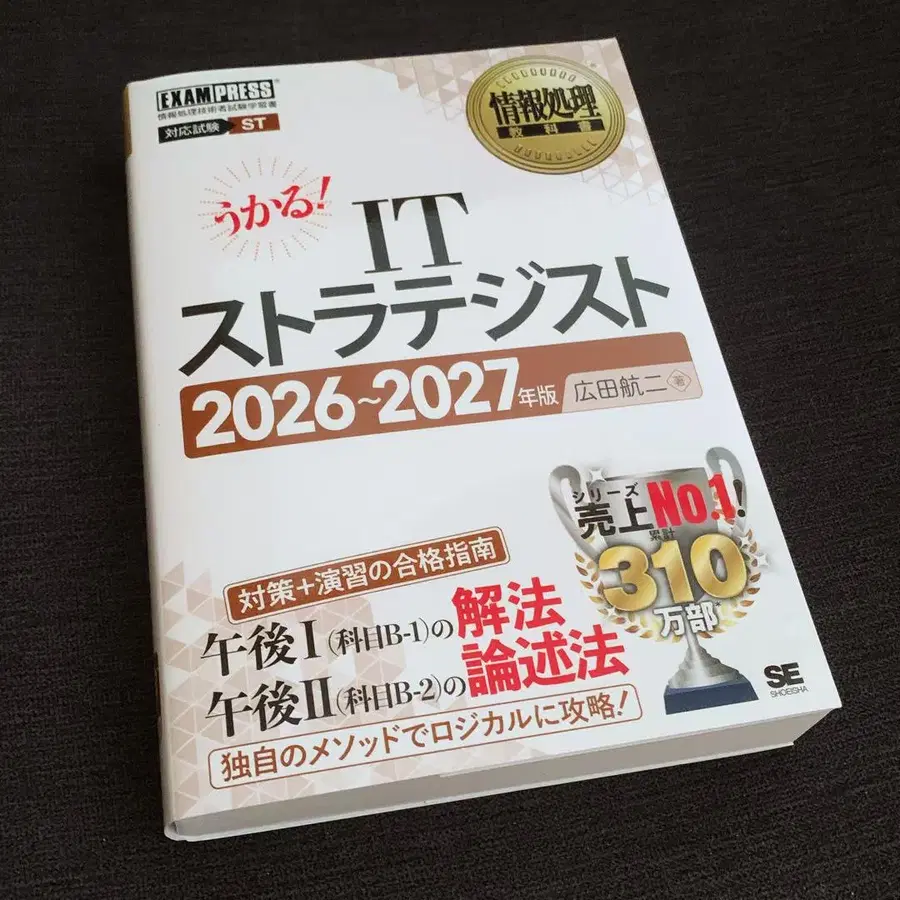 EXAMPRESS®
情報処理技術者試験学習書
対応試験 ST
情報処理
教科書
うかる!
IT
ストラテジスト
2026~2027年版 広田航二 著
シリーズ
売上No.1!
累計
310
万部
対策+演習の合格指南
午後I(科目B-1)の解法
午後II(科目B-2)の論述法
独自のメソッドでロジカルに攻略!
SE
SHOEISHA